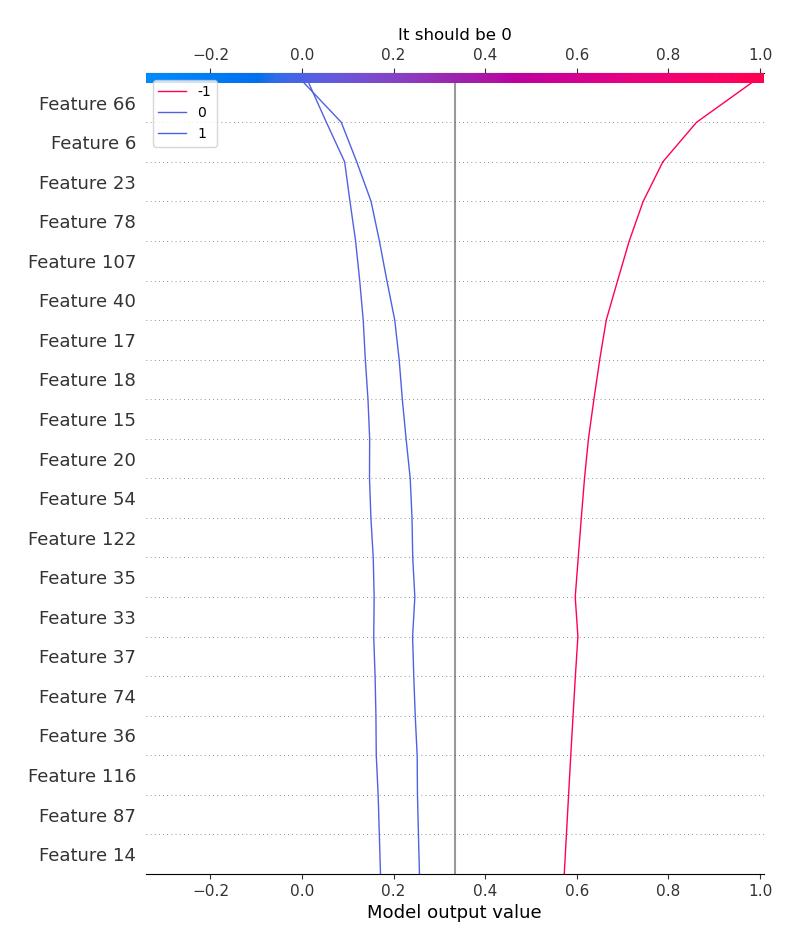 It should be 0
−0.2 0.0 0.2 0.4 0.6 0.8 1.0
-1
0
1
Feature 66
Feature 6
Feature 23
Feature 78
Feature 107
Feature 40
Feature 17
Feature 18
Feature 15
Feature 20
Feature 54
Feature 122
Feature 35
Feature 33
Feature 37
Feature 74
Feature 36
Feature 116
Feature 87
Feature 14
−0.2 0.0 0.2 0.4 0.6 0.8 1.0
Model output value